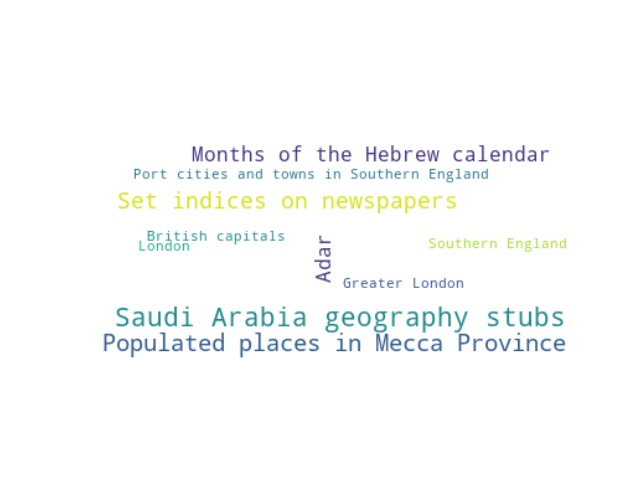 Months of the Hebrew calendar
Port cities and towns in Southern England
Set indices on newspapers
British capitals
London
Southern England
Adar
Greater London
Saudi Arabia geography stubs
Populated places in Mecca Province